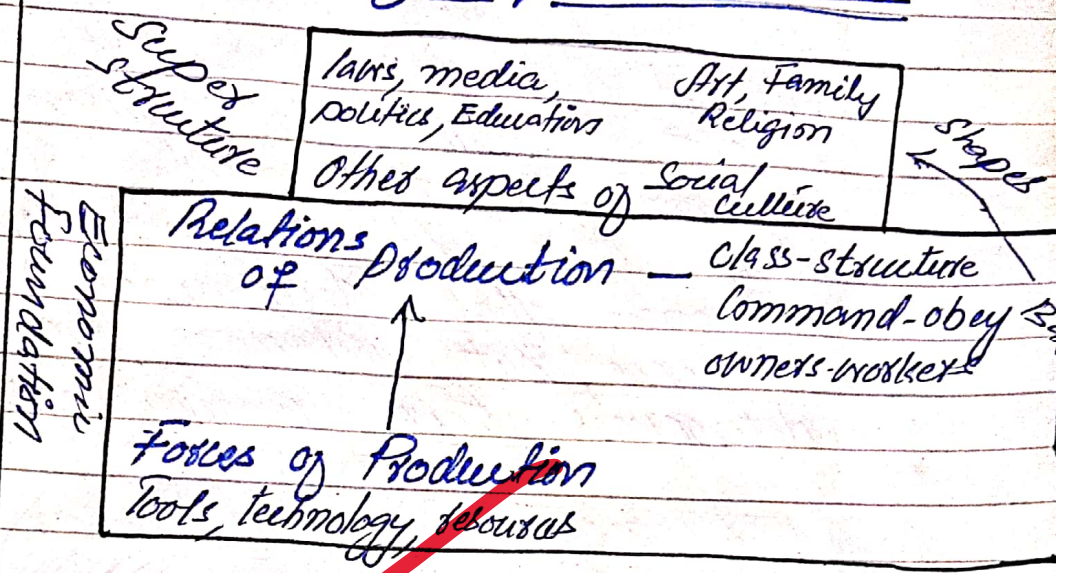 Super
structure
laws, media, Art, Family
politics, Education Religion
Other aspects of Social
culture
Shapes
Economic
foundation
Relations
of Production — Class-structure
Command-obey
owners-workers
Forces of Production
Tools, technology, resources